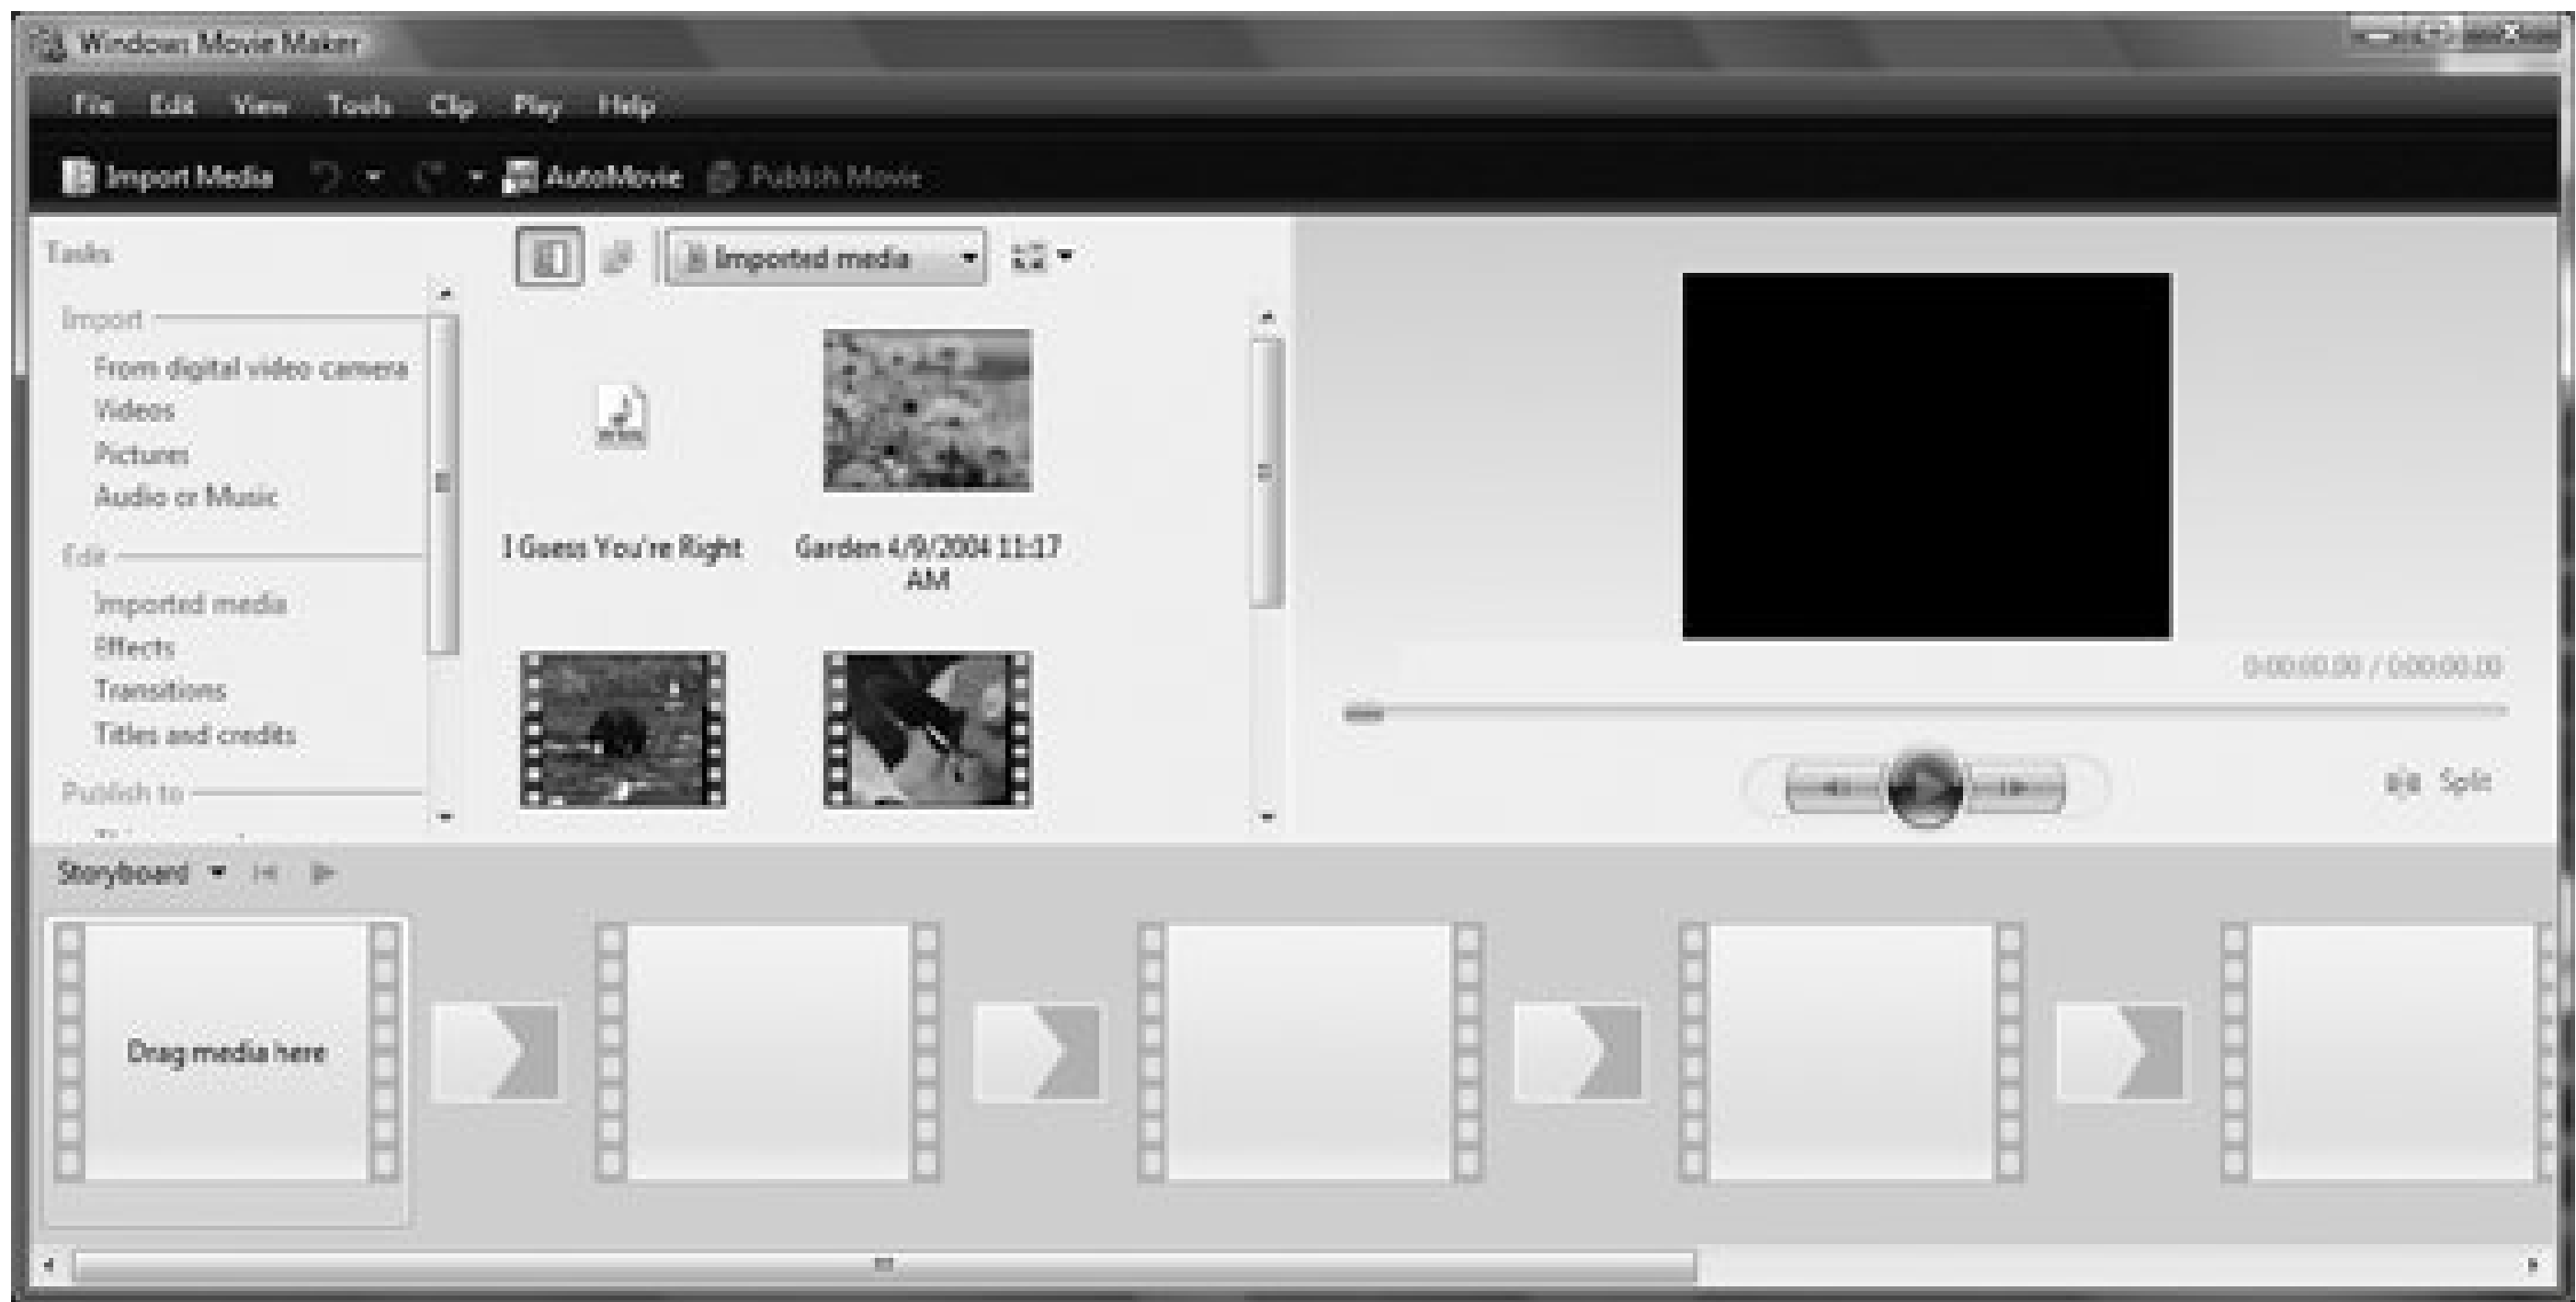 Windows Movie Maker
File Edit View Tools Clip Play Help
Import Media AutoMovie Publish Movie
Tasks
Imported media
Import
From digital video camera
Videos
Pictures
Audio or Music
Edit
Imported media
Effects
Transitions
Titles and credits
Publish to
I Guess You're Right
Garden 4/9/2004 11:17
AM
0:00:00.00 / 0:00:00.00
Split
Storyboard
Drag media here